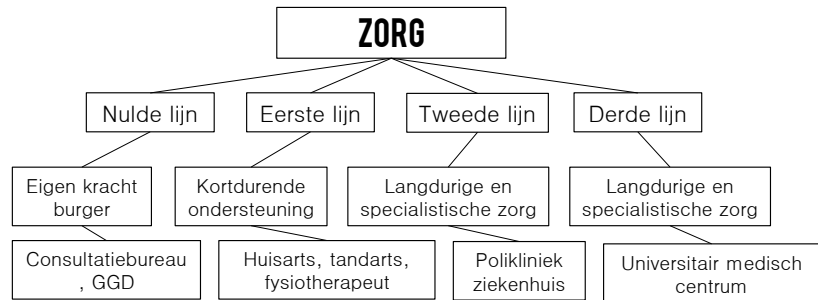 ZORG
Nulde lijn
Eerste lijn
Tweede lijn
Derde lijn
Eigen kracht
burger
Kortdurende
ondersteuning
Langdurige en
specialistische zorg
Langdurige en
specialistische zorg
Consultatiebureau
, GGD
Huisarts, tandarts,
fysiotherapeut
Polikliniek
ziekenhuis
Universitair medisch
centrum